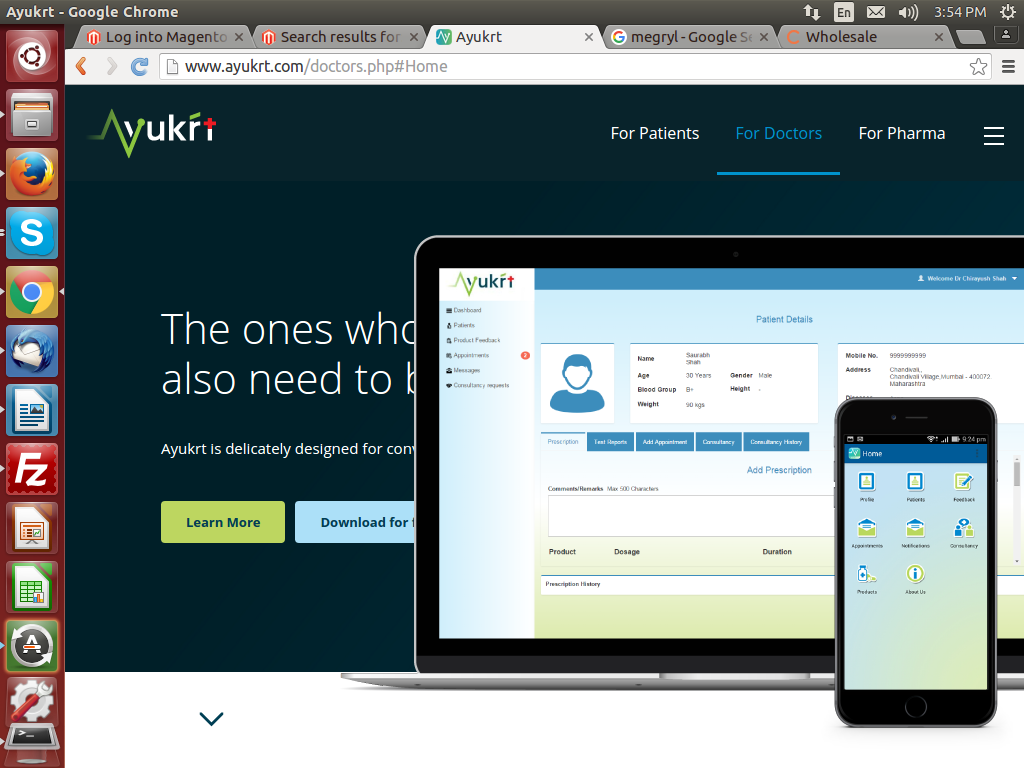 Ayukrt - Google Chrome
En
3:54 PM
Log into Magento
Search results for
Ayukrt
megryl - Google Se
Wholesale
www.ayukrt.com/doctors.php#Home
Ayukrt
For Patients
For Doctors
For Pharma
The ones who
also need to b
Ayukrt is delicately designed for conv
Learn More
Download for f
Ayukrt
Welcome Dr Chirayush Shah
Dashboard
Patients
Product Feedback
Appointments
2
Messages
Consultancy requests
Patient Details
Name Saurabh Shah
Age 30 Years Gender Male
Blood Group B+ Height -
Weight 90 kgs
Mobile No. 9999999999
Address Chandivali,,
Chandivali Village,Mumbai - 400072
Maharashtra
Prescription
Test Reports
Add Appointment
Consultancy
Consultancy History
Add Prescription
Comments/Remarks Max 500 Characters
Product Dosage Duration
Prescription History
9:24 pm
Home
Profile
Patients
Feedback
Appointments
Notifications
Consultancy
Products
About Us